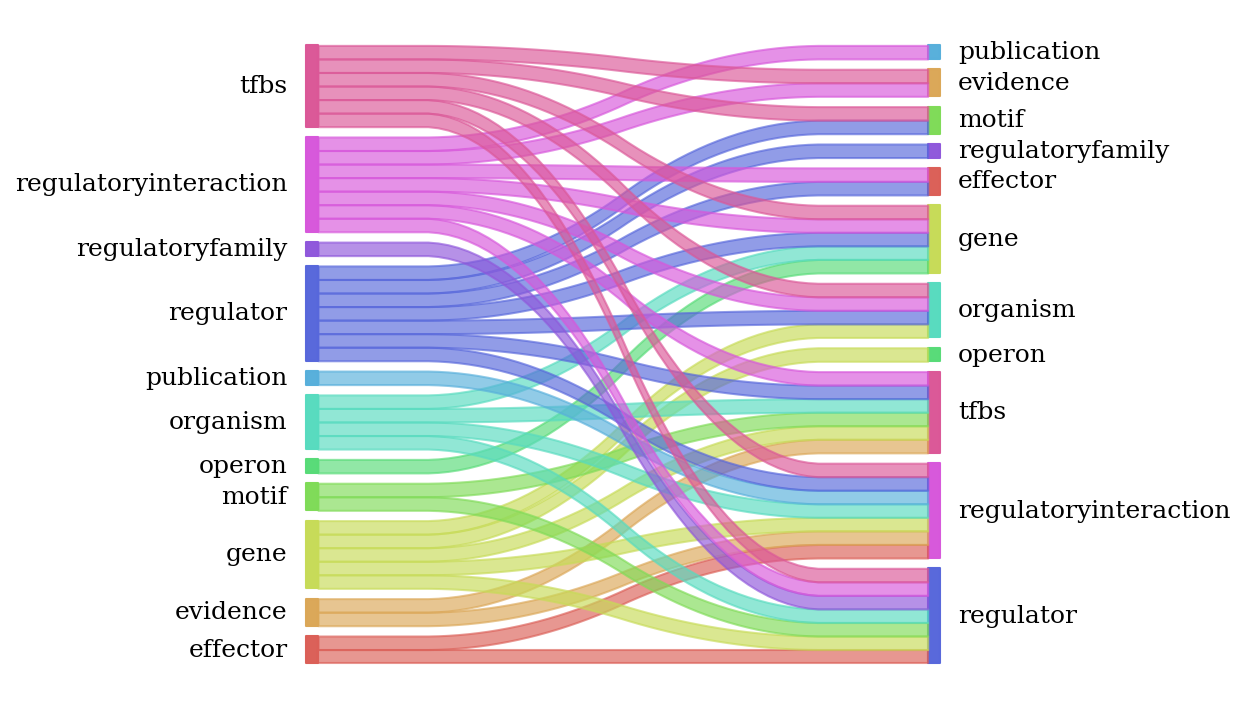 tfbs
regulatoryinteraction
regulatoryfamily
regulator
publication
organism
operon
motif
gene
evidence
effector
publication
evidence
motif
regulatoryfamily
effector
gene
organism
operon
tfbs
regulatoryinteraction
regulator